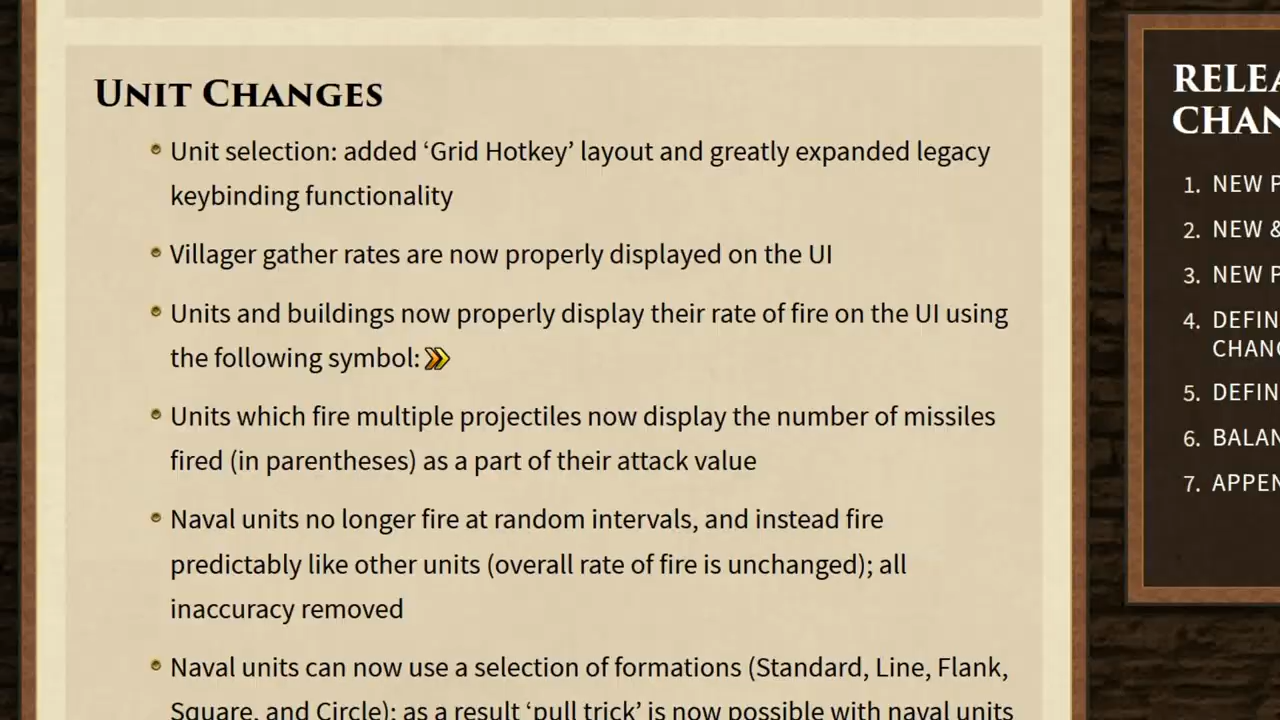 UNIT CHANGES
Unit selection: added ‘Grid Hotkey’ layout and greatly expanded legacy
keybinding functionality
Villager gather rates are now properly displayed on the UI
Units and buildings now properly display their rate of fire on the UI using
the following symbol:
Units which fire multiple projectiles now display the number of missiles
fired (in parentheses) as a part of their attack value
Naval units no longer fire at random intervals, and instead fire
predictably like other units (overall rate of fire is unchanged); all
inaccuracy removed
Naval units can now use a selection of formations (Standard, Line, Flank,
Square, and Circle); as a result ‘pull trick’ is now possible with naval units
RELEA
CHAN
1. NEW P
2. NEW &
3. NEW P
4. DEFIN
CHANG
5. DEFIN
6. BALAN
7. APPEN